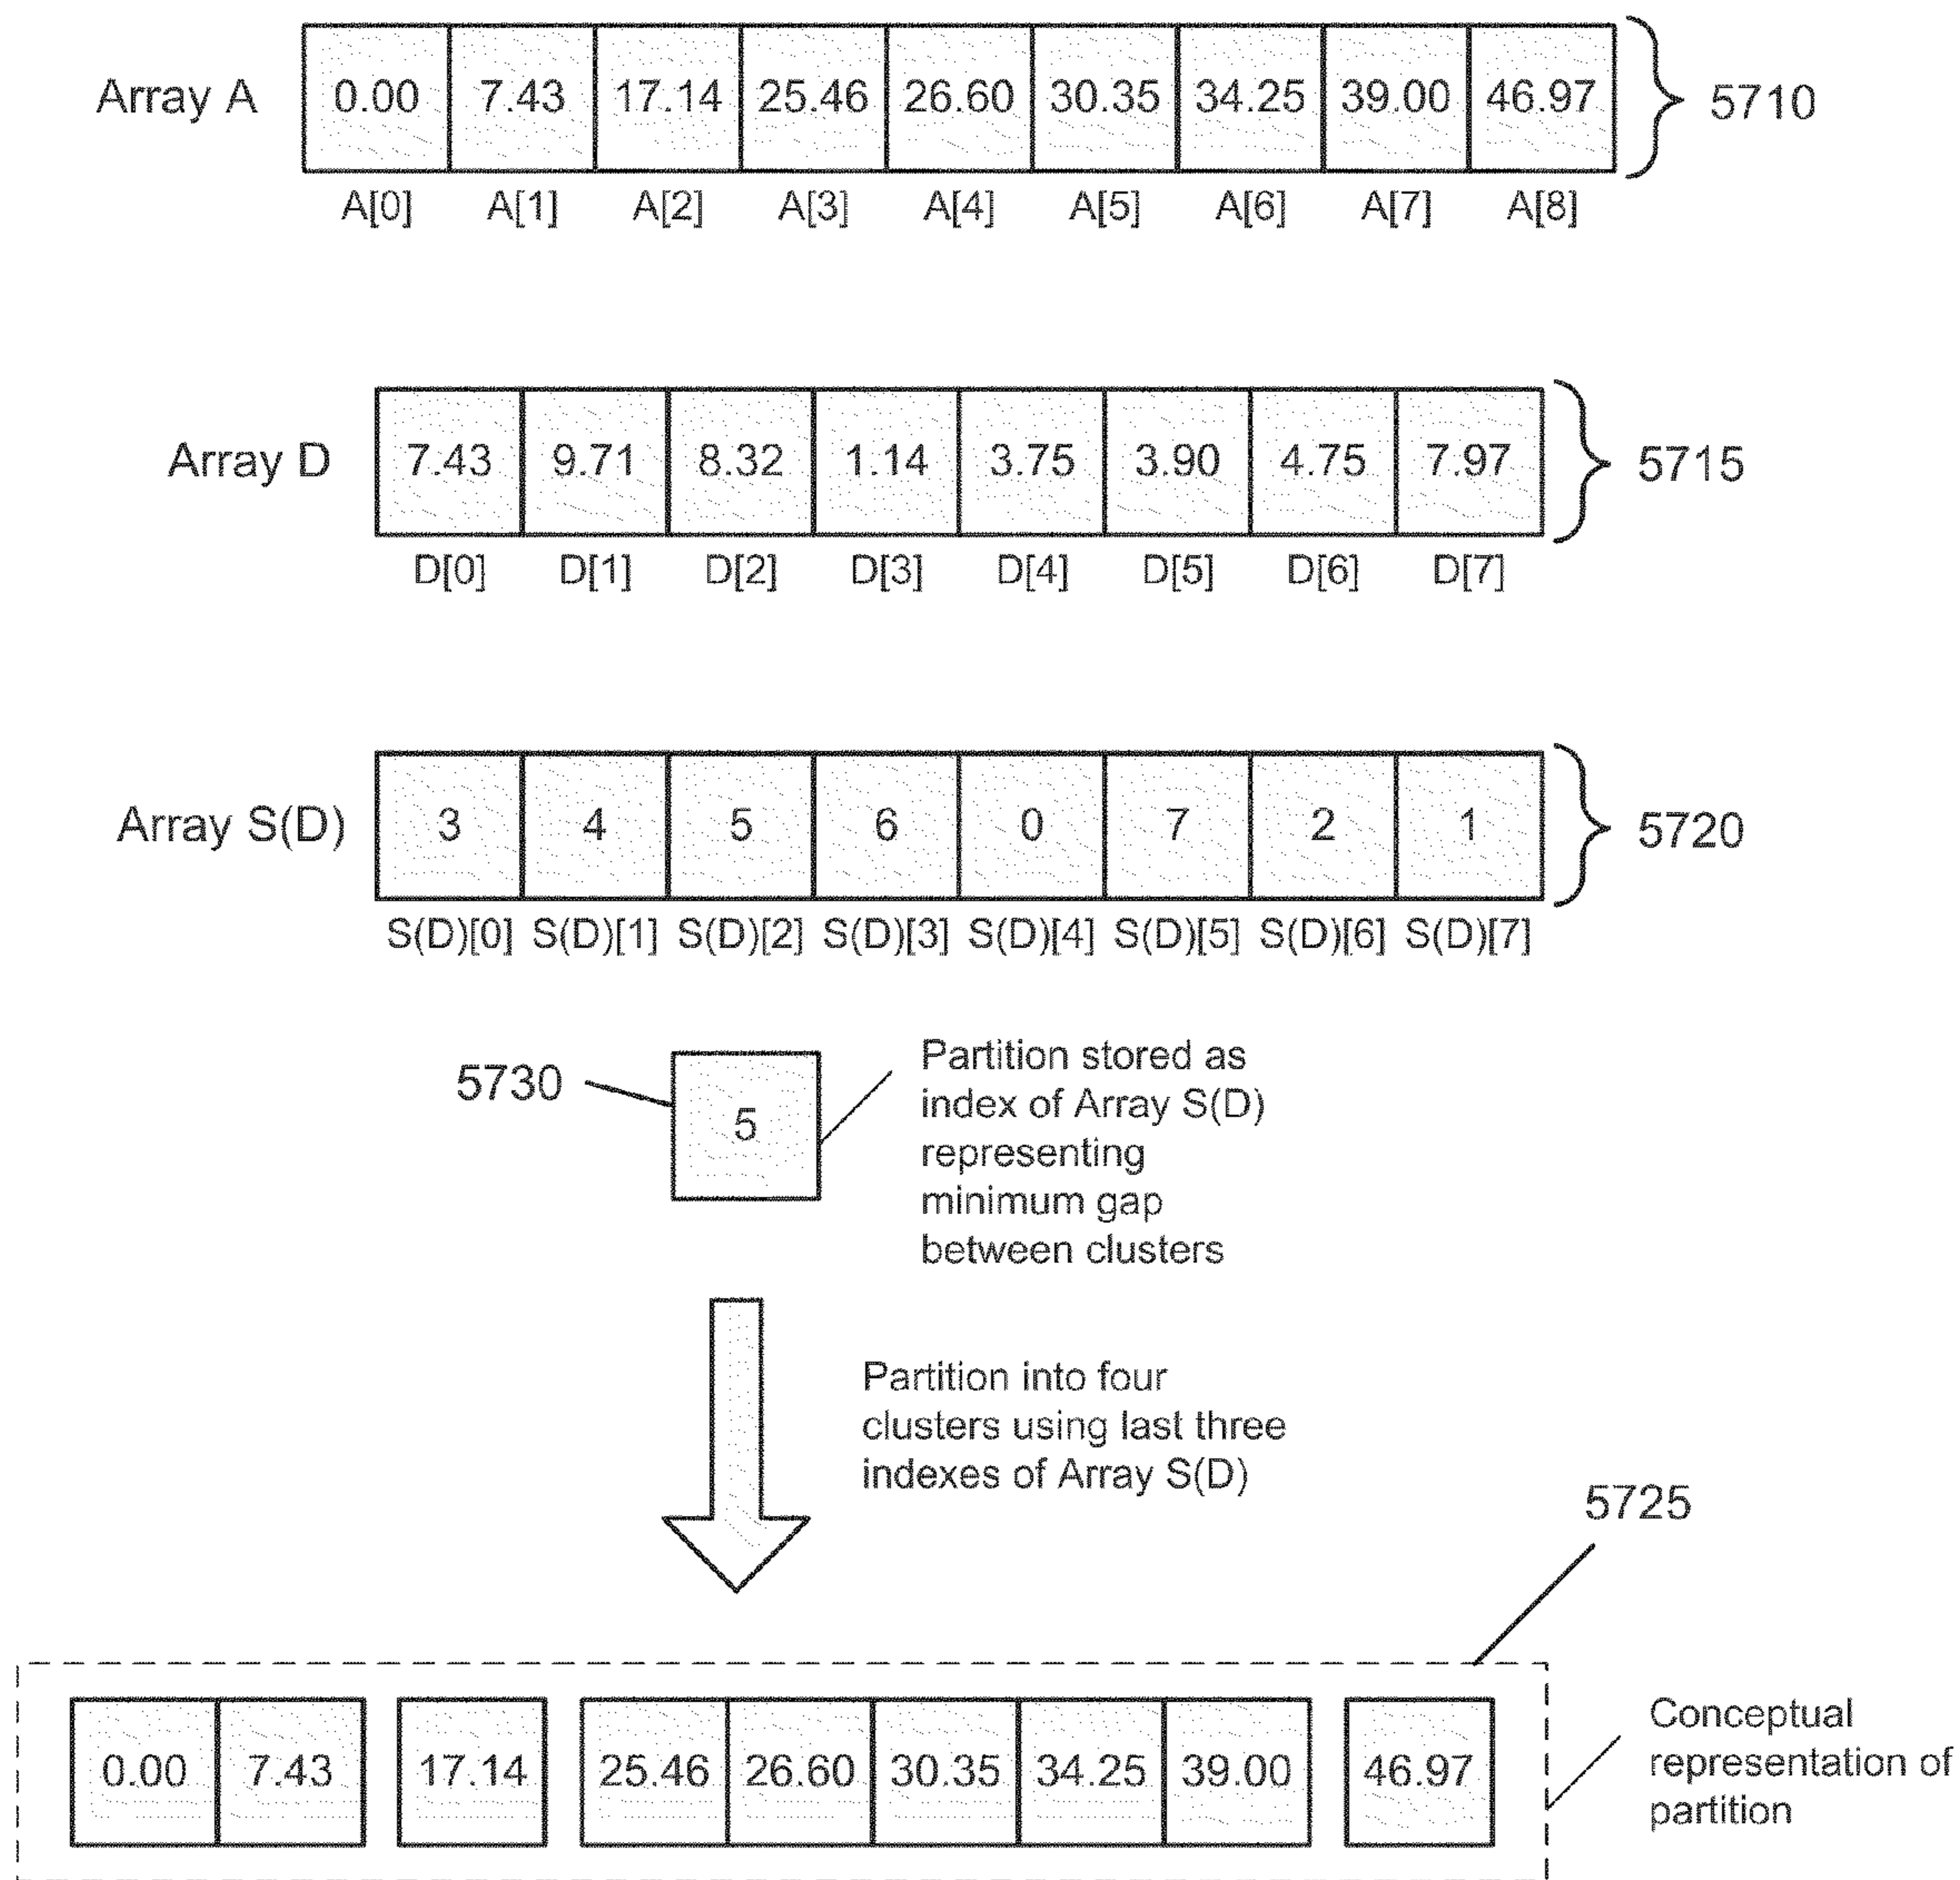 Array A 0.00 7.43 17.14 25.46 26.60 30.35 34.25 39.00 46.97 5710
A[0] A[1] A[2] A[3] A[4] A[5] A[6] A[7] A[8]
Array D 7.43 9.71 8.32 1.14 3.75 3.90 4.75 7.97 5715
D[0] D[1] D[2] D[3] D[4] D[5] D[6] D[7]
Array S(D) 3 4 5 6 0 7 2 1 5720
S(D)[0] S(D)[1] S(D)[2] S(D)[3] S(D)[4] S(D)[5] S(D)[6] S(D)[7]
5730
5
Partition stored as
index of Array S(D)
representing
minimum gap
between clusters
Partition into four
clusters using last three
indexes of Array S(D)
5725
0.00 7.43 17.14 25.46 26.60 30.35 34.25 39.00 46.97
Conceptual
representation of
partition